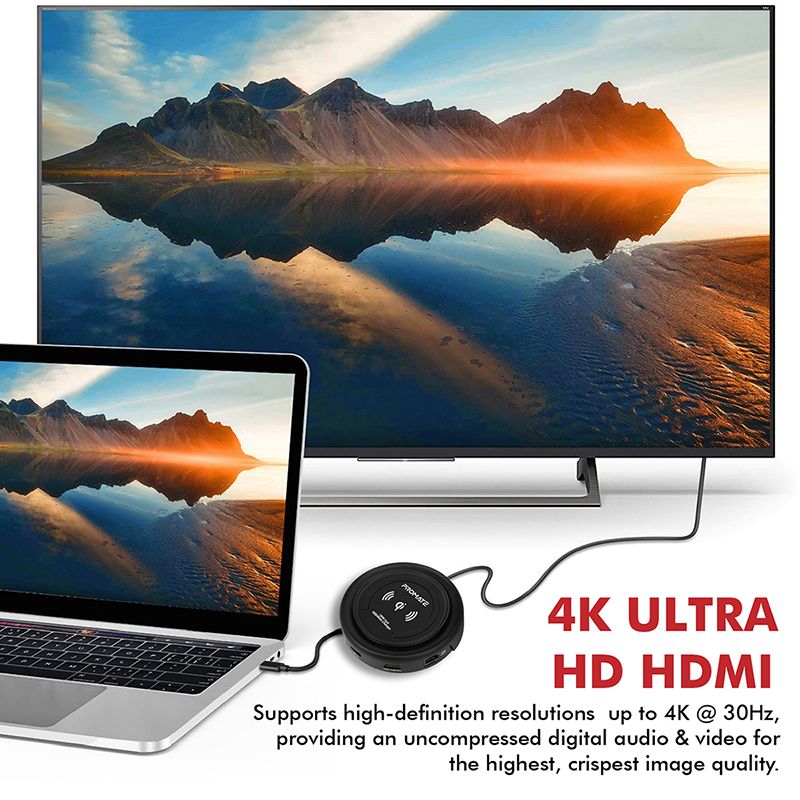 PROMATE
4K ULTRA
HD HDMI
Supports high-definition resolutions up to 4K @ 30Hz,
providing an uncompressed digital audio & video for
the highest, crispest image quality.